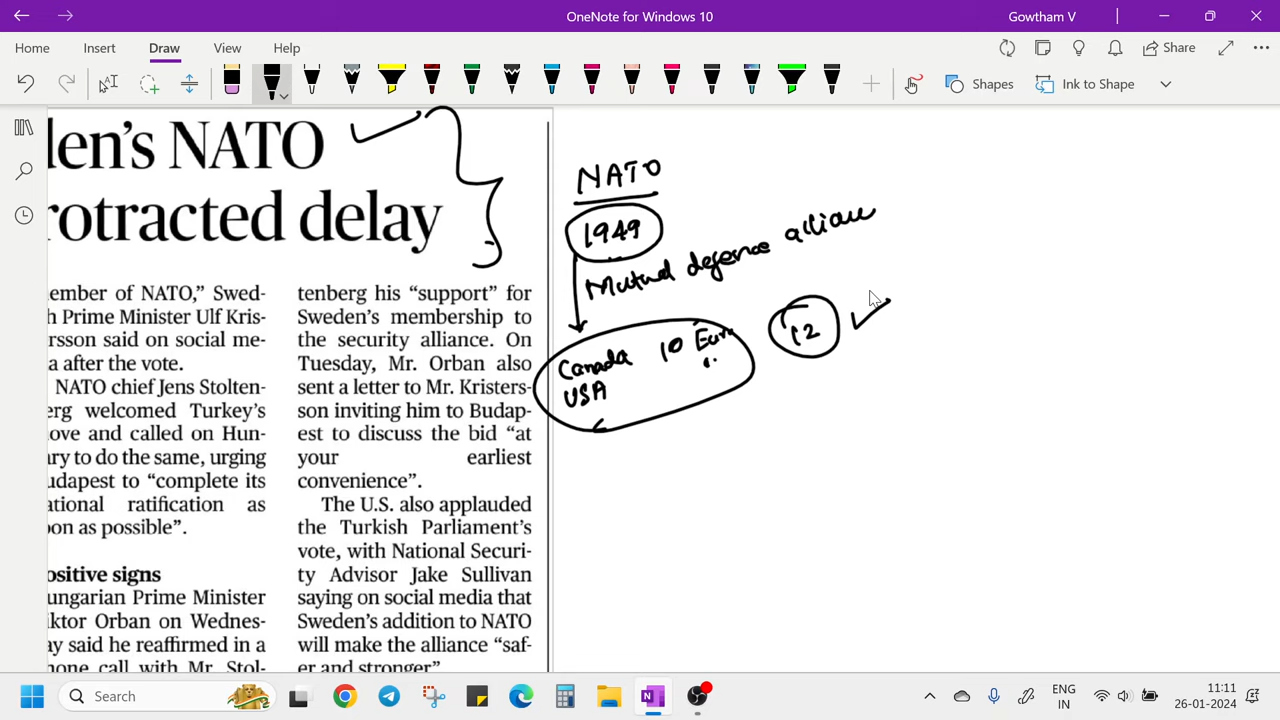 OneNote for Windows 10
Gowtham V
Home
Insert
Draw
View
Help
Share
Shapes
Ink to Shape
den's NATO
rotracted delay
ember of NATO," Swed-
h Prime Minister Ulf Kris-
rsson said on social me-
a after the vote.
NATO chief Jens Stolten-
erg welcomed Turkey's
ove and called on Hun-
ary to do the same, urging
udapest to "complete its
ational ratification as
oon as possible".
ositive signs
ungarian Prime Minister
ktor Orban on Wednes-
ay said he reaffirmed in a
hone call with Mr. Stol-
tenberg his "support" for
Sweden's membership to
the security alliance. On
Tuesday, Mr. Orban also
sent a letter to Mr. Kristers-
son inviting him to Budap-
est to discuss the bid "at
your earliest
convenience".
The U.S. also applauded
the Turkish Parliament's
vote, with National Securi-
ty Advisor Jake Sullivan
saying on social media that
Sweden's addition to NATO
will make the alliance "saf-
er and stronger".
NATO
1949
Mutual defense alliance
Canada 10 Euro
USA
12
Search
ENG
IN
11:11
26-01-2024